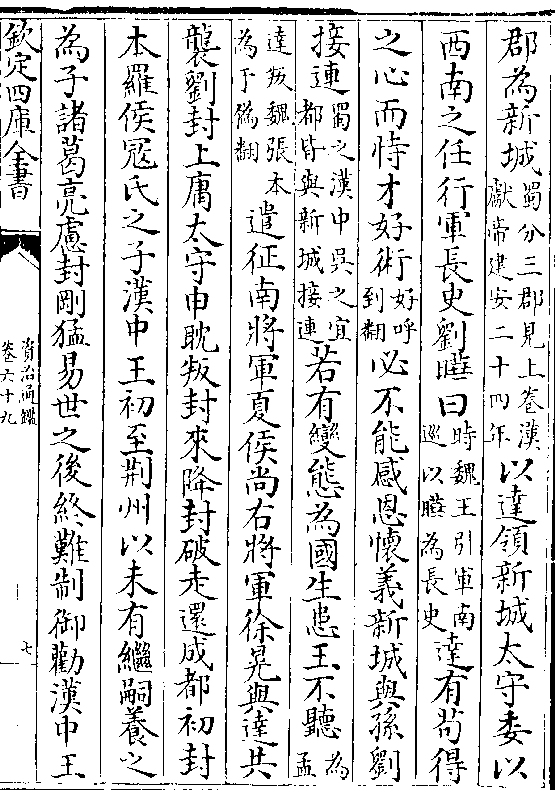 郡為新城蜀分三郡見上卷漢獻帝建安二十四年以達領新城太守委以
西南之任行軍長史劉曄曰時魏王引軍南巡以曄為長史達有苟得
之心而恃才好術好呼到翻必不能感恩懷義新城與孫劉
接連蜀之漢中吳之宜都皆與新城接連若有變態為國生患王不聽為孟
達叛魏張本為于偽翻遣征南將軍夏侯尚右將軍徐晃與達共
襲劉封上庸太守申耽叛封來降封破走還成都初封
本羅侯冦氏之子漢中王初至荆州以未有繼嗣養之
為子諸葛亮慮封剛猛易世之後終難制御勸漢中王
欽定四庫全書
資治通鑑
卷六十九
七